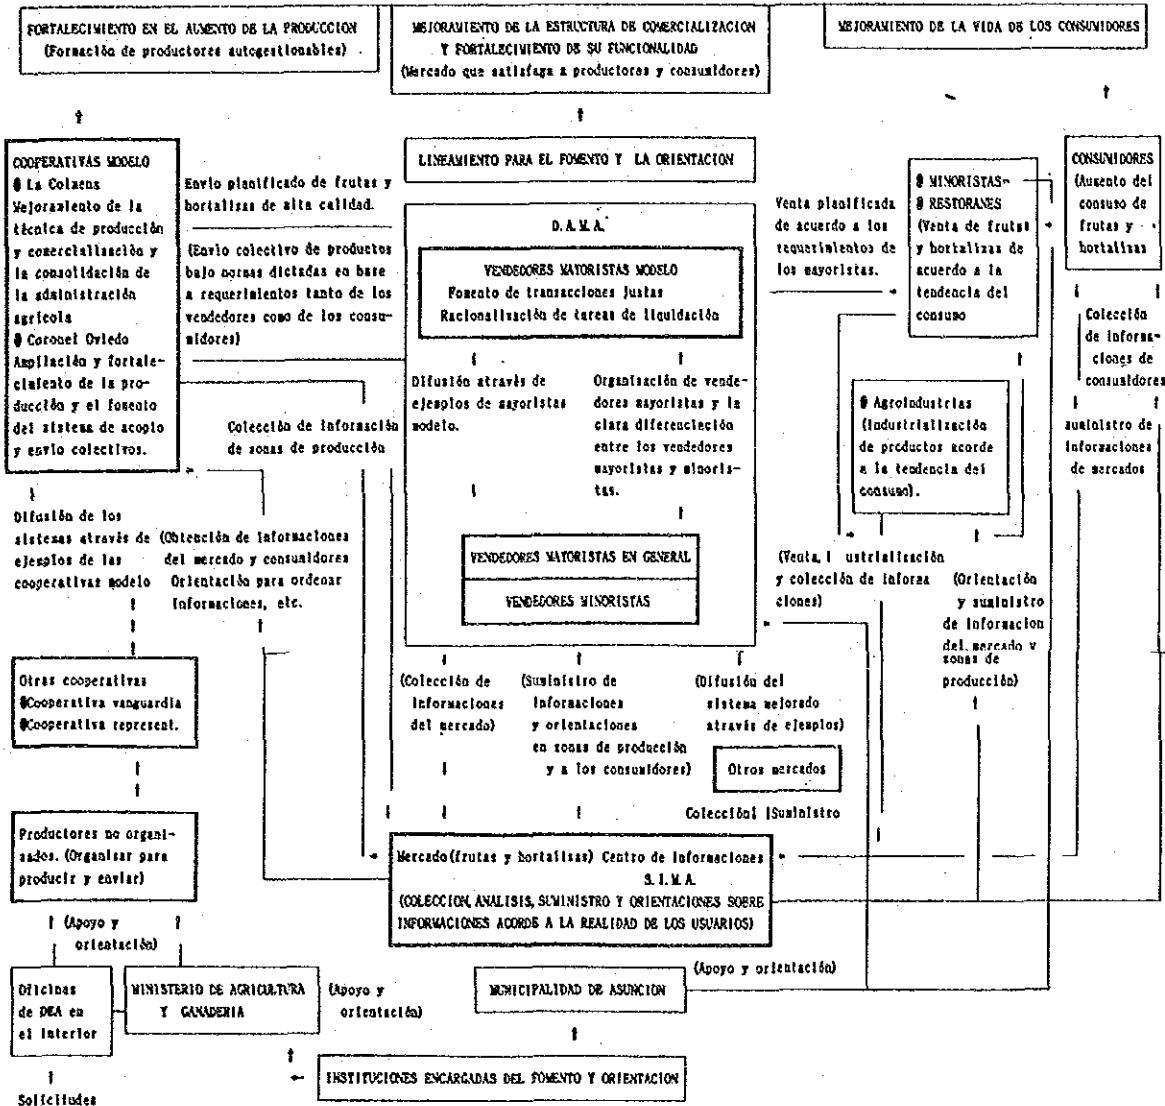 FORTALECIMIENTO EN EL AUMENTO DE LA PRODUCCION
(Formación de productores autogestionables)
MEJORAMIENTO DE LA ESTRUCTURA DE COMERCIALIZACION
Y FORTALECIMIENTO DE SU FUNCIONALIDAD
(Mercado que satisfaga a productores y consumidores)
MEJORAMIENTO DE LA VIDA DE LOS CONSUMIDORES
COOPERATIVAS MODELO
● La Colmena
Mejoramiento de la
técnica de producción
y comercialización y
la consolidación de
la administración
agrícola
● Coronel Oviedo
Ampliación y fortale-
cimiento de la pro-
ducción y el fomento
del sistema de acopio
y envío colectivos.
Envío planificado de frutas y
hortalizas de alta calidad.
(Envío colectivo de productos
bajo normas dictadas en base
a requerimientos tanto de los
vendedores como de los consu-
midores)
Colección de información
de zonas de producción
LINEAMIENTO PARA EL FOMENTO Y LA ORIENTACION
D.A.M.A.
VENDEDORES MAYORISTAS MODELO
Fomento de transacciones justas
Racionalización de tareas de liquidación
Difusión através de
ejemplos de mayoristas
modelo.
Organización de vende-
dores mayoristas y la
clara diferenciación
entre los vendedores
mayoristas y minoris-
tas.
VENDEDORES MAYORISTAS EN GENERAL
VENDEDORES MINORISTAS
Venta planificada
de acuerdo a los
requerimientos de
los mayoristas.
● MINORISTAS
● RESTORANES
(Venta de frutas
y hortalizas de
acuerdo a la
tendencia del
consumo
CONSUMIDORES
(Aumento del
consumo de
frutas y
hortalizas
Colección
de informa-
ciones de
consumidores
suministro de
informaciones
de mercados
● Agroindustrias
(industrialización
de productos acorde
a la tendencia del
consumo).
Difusión de los
sistemas através de
ejemplos de las
cooperativas modelo
(Obtención de informaciones
del mercado y consumidores
Orientación para ordenar
informaciones, etc.
(Venta, I ustrialización
y colección de informa
ciones)
(Orientación
y suministro
de informacion
del mercado y
zonas de
producción)
Otras cooperativas
●Cooperativa vanguardia
●Cooperativa represent.
(Colección de
informaciones
del mercado)
(Suministro de
informaciones
y orientaciones
en zonas de producción
y a los consumidores)
(Difusión del
sistema mejorado
através de ejemplos)
Otros mercados
Colección Suministro
Productores no organi-
zados. (Organizar para
producir y enviar)
Mercado (frutas y hortalizas) Centro de Informaciones
S.I.M.A.
(COLECCION, ANALISIS, SUMINISTRO Y ORIENTACIONES SOBRE
INFORMACIONES ACORDE A LA REALIDAD DE LOS USUARIOS)
(Apoyo y
orientación)
Oficinas
de DEA en
el interior
MINISTERIO DE AGRICULTURA
Y GANADERIA
(Apoyo y
orientación)
MUNICIPALIDAD DE ASUNCION
(Apoyo y orientación)
INSTITUCIONES ENCARGADAS DEL FOMENTO Y ORIENTACION
Solicitudes